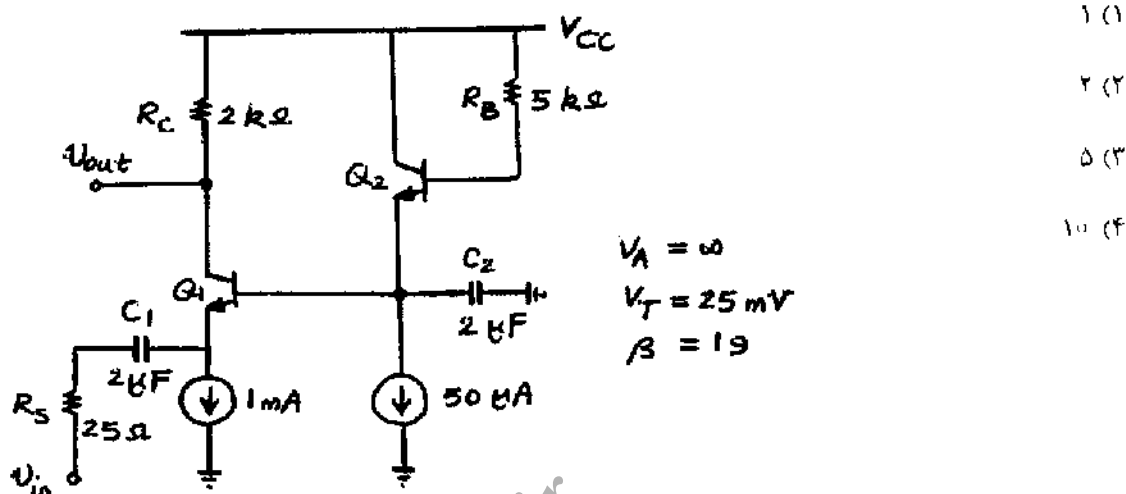 V_CC
R_C 2 kΩ
R_B 5 kΩ
v_out
Q_2
Q_1
C_2
2 μF
C_1
2 μF
R_S
25 Ω
v_in
1 mA
50 μA
V_A = ∞
V_T = 25 mV
β = 19
۱) ۱
۲) ۲
۳) ۵
۴) ۱۰